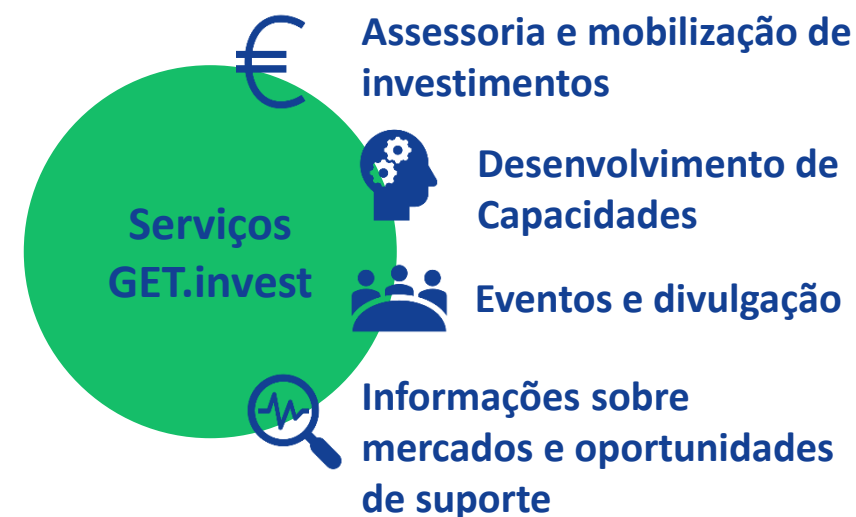 Assessoria e mobilização de
investimentos
Desenvolvimento de
Capacidades
Serviços
GET.invest
Eventos e divulgação
Informações sobre
mercados e oportunidades
de suporte